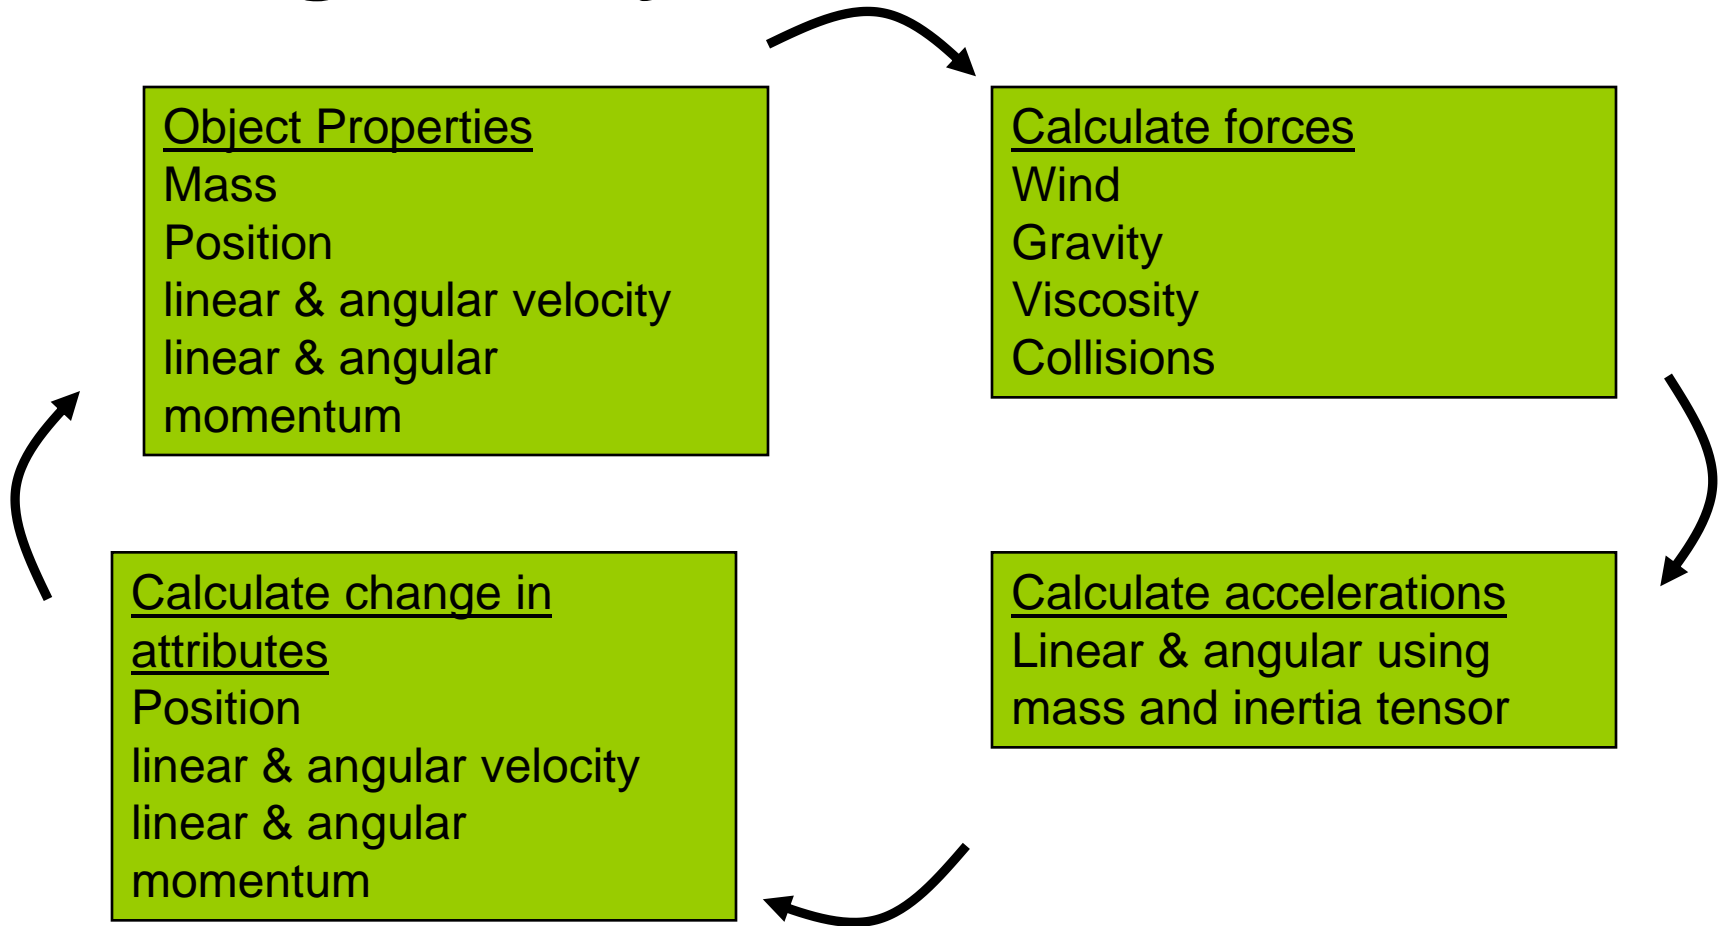 Object Properties
Mass
Position
linear & angular velocity
linear & angular
momentum
Calculate forces
Wind
Gravity
Viscosity
Collisions
Calculate accelerations
Linear & angular using
mass and inertia tensor
Calculate change in
attributes
Position
linear & angular velocity
linear & angular
momentum